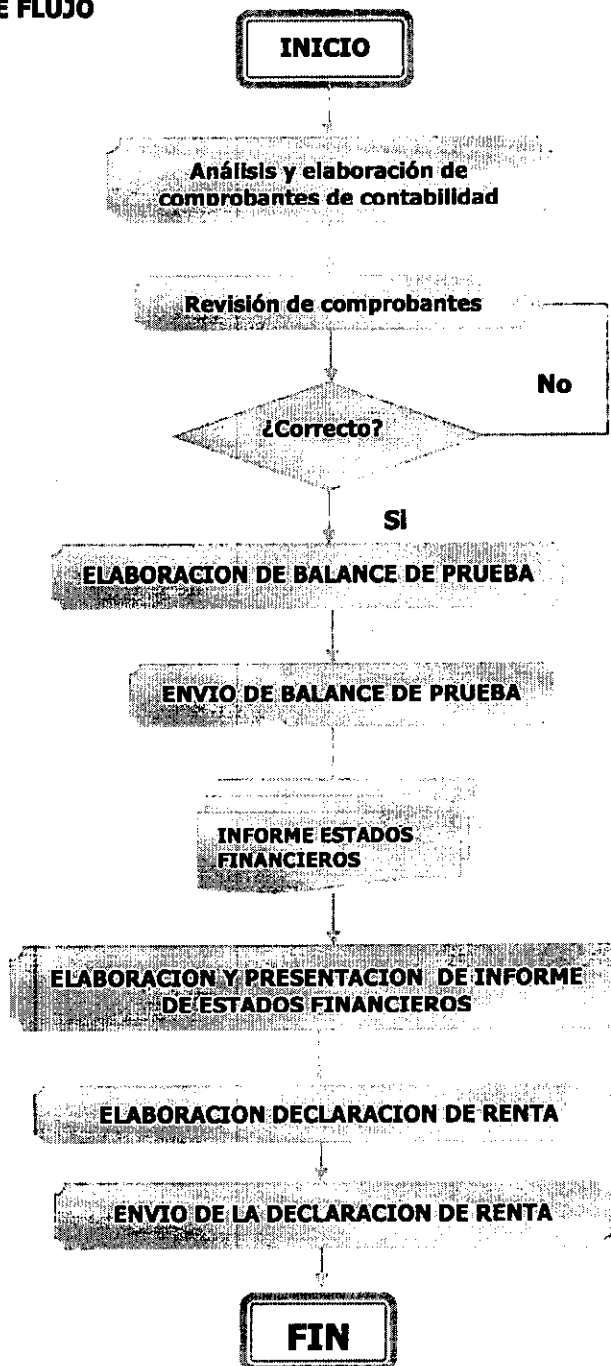 E FLUJO
INICIO
Análisis y elaboración de
comprobantes de contabilidad
Revisión de comprobantes
No
¿Correcto?
Si
ELABORACION DE BALANCE DE PRUEBA
ENVIO DE BALANCE DE PRUEBA
INFORME ESTADOS
FINANCIEROS
ELABORACION Y PRESENTACION DE INFORME
DE ESTADOS FINANCIEROS
ELABORACION DECLARACION DE RENTA
ENVIO DE LA DECLARACION DE RENTA
FIN